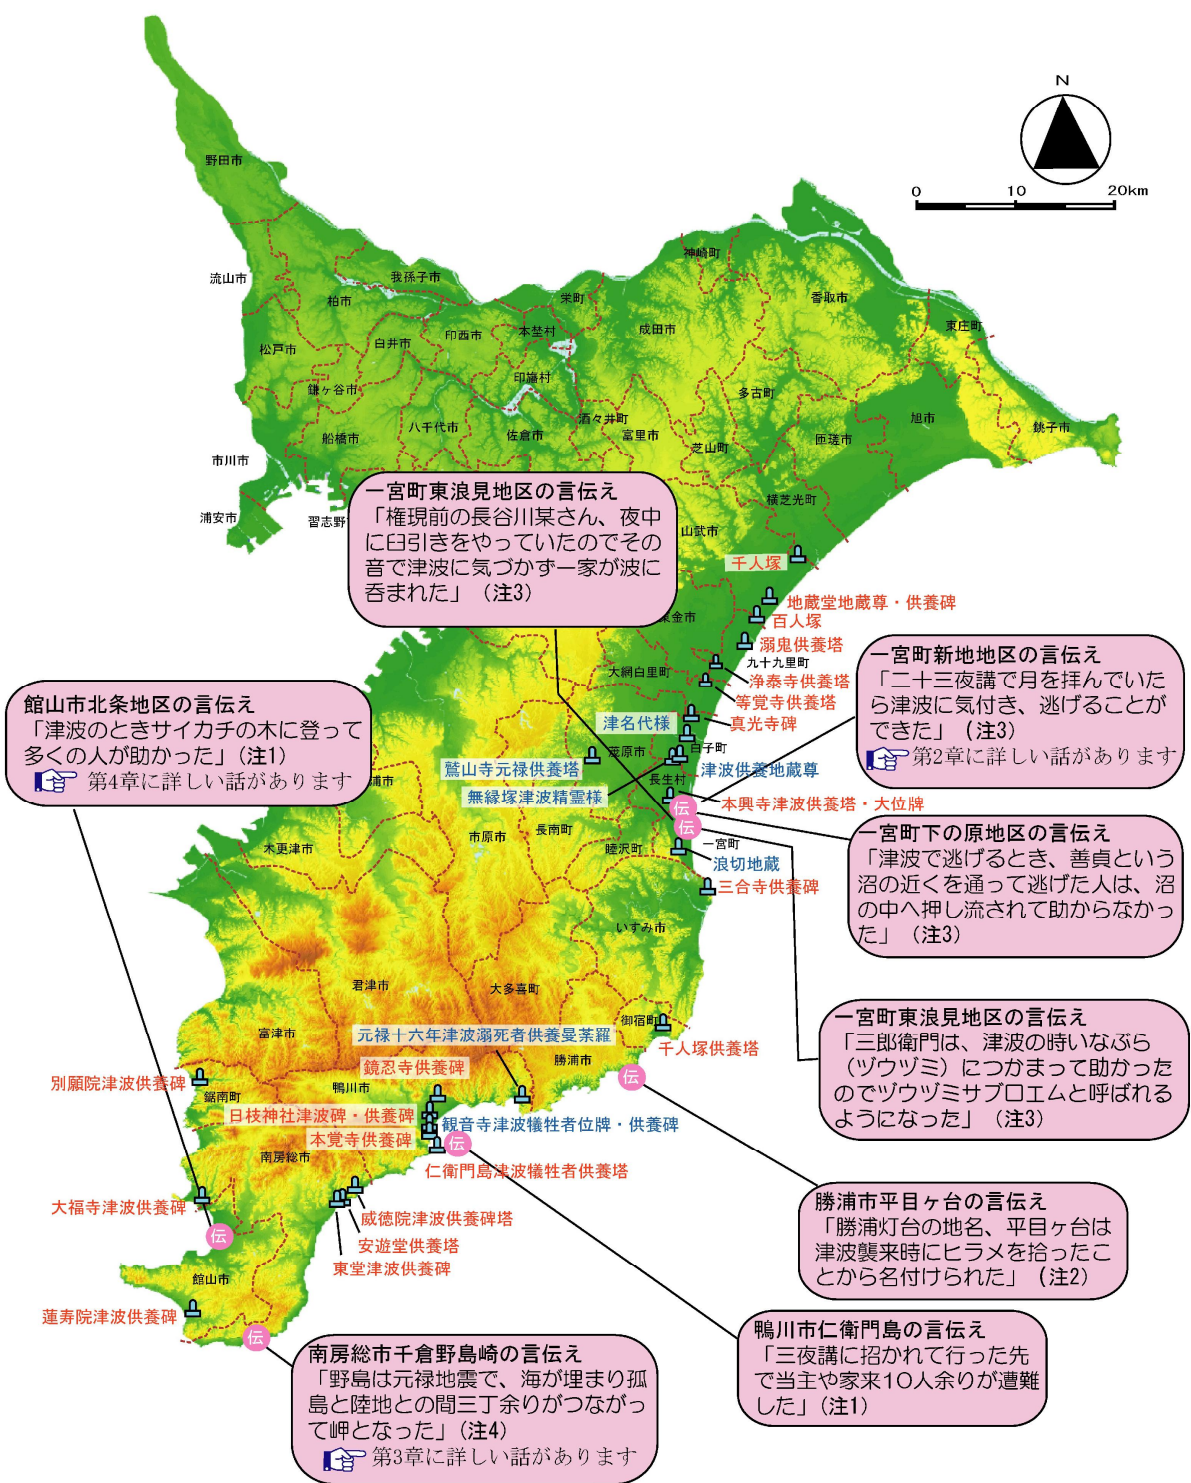 N
0 10 20km
野田市
流山市
我孫子市
柏市
松戸市
白井市
印西市
本埜村
栄町
神崎町
成田市
香取市
東庄町
鎌ヶ谷市
印旛村
多古町
旭市
銚子市
船橋市
八千代市
佐倉市
酒々井町
富里市
芝山町
匝瑳市
市川市
浦安市
習志野
横芝光町
山武市
一宮町東浪見地区の言伝え
「権現前の長谷川某さん、夜中
に臼引きをやっていたのでその
音で津波に気づかず一家が波に
呑まれた」（注3）
千人塚
地蔵堂地蔵尊・供養碑
百人塚
溺鬼供養塔
金市
九十九里町
大網白里町
浄泰寺供養塔
等覚寺供養塔
真光寺碑
津名代様
白子町
茂原市
鷲山寺元禄供養塔
津波供養地蔵尊
長生村
無縁塚津波精霊様
本興寺津波供養塔・大位牌
伝
伝
一宮町新地地区の言伝え
「二十三夜講で月を拝んでいた
ら津波に気付き、逃げることが
できた」（注3）
第2章に詳しい話があります
館山市北条地区の言伝え
「津波のときサイカチの木に登って
多くの人が助かった」（注1）
第4章に詳しい話があります
浦市
市原市
長南町
睦沢町
一宮町
浪切地蔵
三合寺供養碑
木更津市
いすみ市
一宮町下の原地区の言伝え
「津波で逃げるとき、善貞という
沼の近くを通って逃げた人は、沼
の中へ押し流されて助からなかっ
た」（注3）
君津市
大多喜町
富津市
御宿町
元禄十六年津波溺死者供養曼荼羅
千人塚供養塔
勝浦市
伝
一宮町東浪見地区の言伝え
「三郎衛門は、津波の時いなぶら
（ヅウヅミ）につかまって助かった
のでヅウヅミサブロエムと呼ばれる
ようになった」（注3）
別願院津波供養碑
鋸南町
鴨川市
鏡忍寺供養碑
日枝神社津波碑・供養碑
観音寺津波犠牲者位牌・供養碑
本覚寺供養碑
伝
南房総市
仁衛門島津波犠牲者供養塔
大福寺津波供養碑
威徳院津波供養碑塔
安遊堂供養塔
東堂津波供養碑
伝
館山市
蓮寿院津波供養碑
伝
勝浦市平目ヶ台の言伝え
「勝浦灯台の地名、平目ヶ台は
津波襲来時にヒラメを拾ったこ
とから名付けられた」（注2）
鴨川市仁衛門島の言伝え
「三夜講に招かれて行った先
で当主や家来10人余りが遭難
した」（注1）
南房総市千倉野島崎の言伝え
「野島は元禄地震で、海が埋まり孤
島と陸地との間三丁余りがつながっ
て岬となった」（注4）
第3章に詳しい話があります